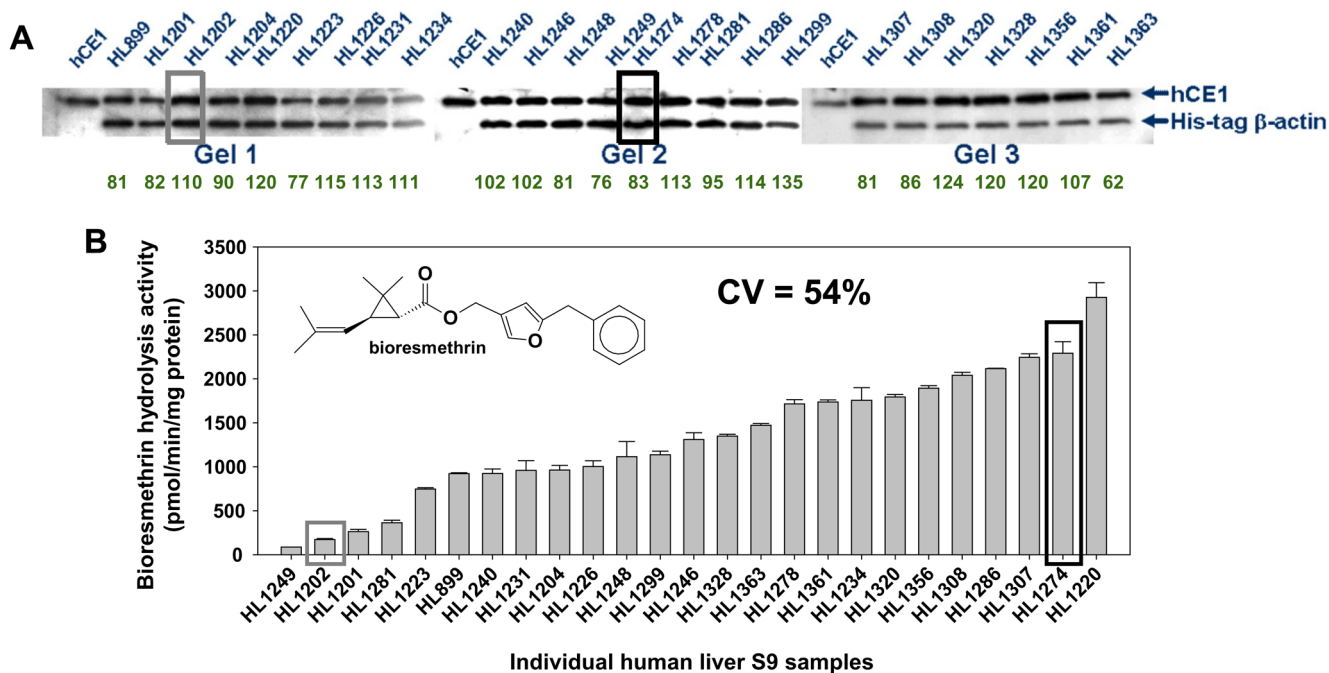 A
hCE1 HL899 HL1201 HL1202 HL1204 HL1220 HL1223 HL1226 HL1231 HL1234 hCE1 HL1240 HL1246 HL1248 HL1249 HL1274 HL1278 HL1281 HL1286 HL1299 hCE1 HL1307 HL1308 HL1320 HL1328 HL1356 HL1361 HL1363
hCE1
His-tag β-actin
Gel 1 Gel 2 Gel 3
81 82 110 90 120 77 115 113 111 102 102 81 76 83 113 95 114 135 81 86 124 120 120 107 62
B
Bioresmethrin hydrolysis activity
(pmol/min/mg protein)
3500
3000
2500
2000
1500
1000
500
0
CV = 54%
O
O
O
bioresmethrin
HL1249 HL1202 HL1201 HL1281 HL1223 HL899 HL1240 HL1231 HL1204 HL1226 HL1248 HL1299 HL1246 HL1328 HL1363 HL1278 HL1361 HL1234 HL1320 HL1356 HL1308 HL1286 HL1307 HL1274 HL1220
Individual human liver S9 samples